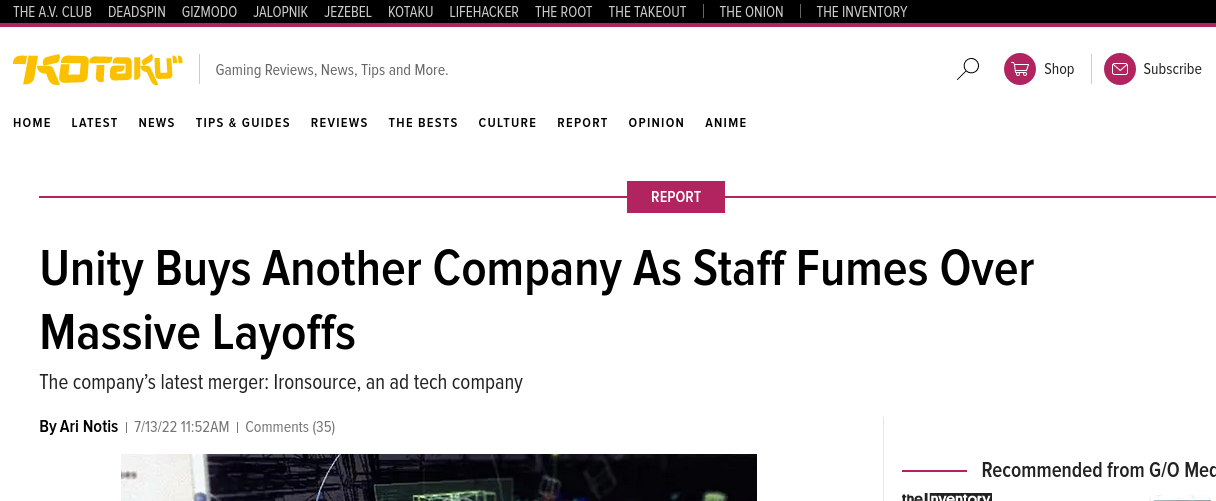 THE A.V. CLUB DEADSPIN GIZMODO JALOPNIK JEZEBEL KOTAKU LIFEHACKER THE ROOT THE TAKEOUT THE ONION THE INVENTORY
KOTAKU Gaming Reviews, News, Tips and More. Shop Subscribe
HOME LATEST NEWS TIPS & GUIDES REVIEWS THE BESTS CULTURE REPORT OPINION ANIME
REPORT
Unity Buys Another Company As Staff Fumes Over
Massive Layoffs
The company’s latest merger: Ironsource, an ad tech company
By Ari Notis | 7/13/22 11:52AM | Comments (35)
Recommended from G/O Med
the Inventory